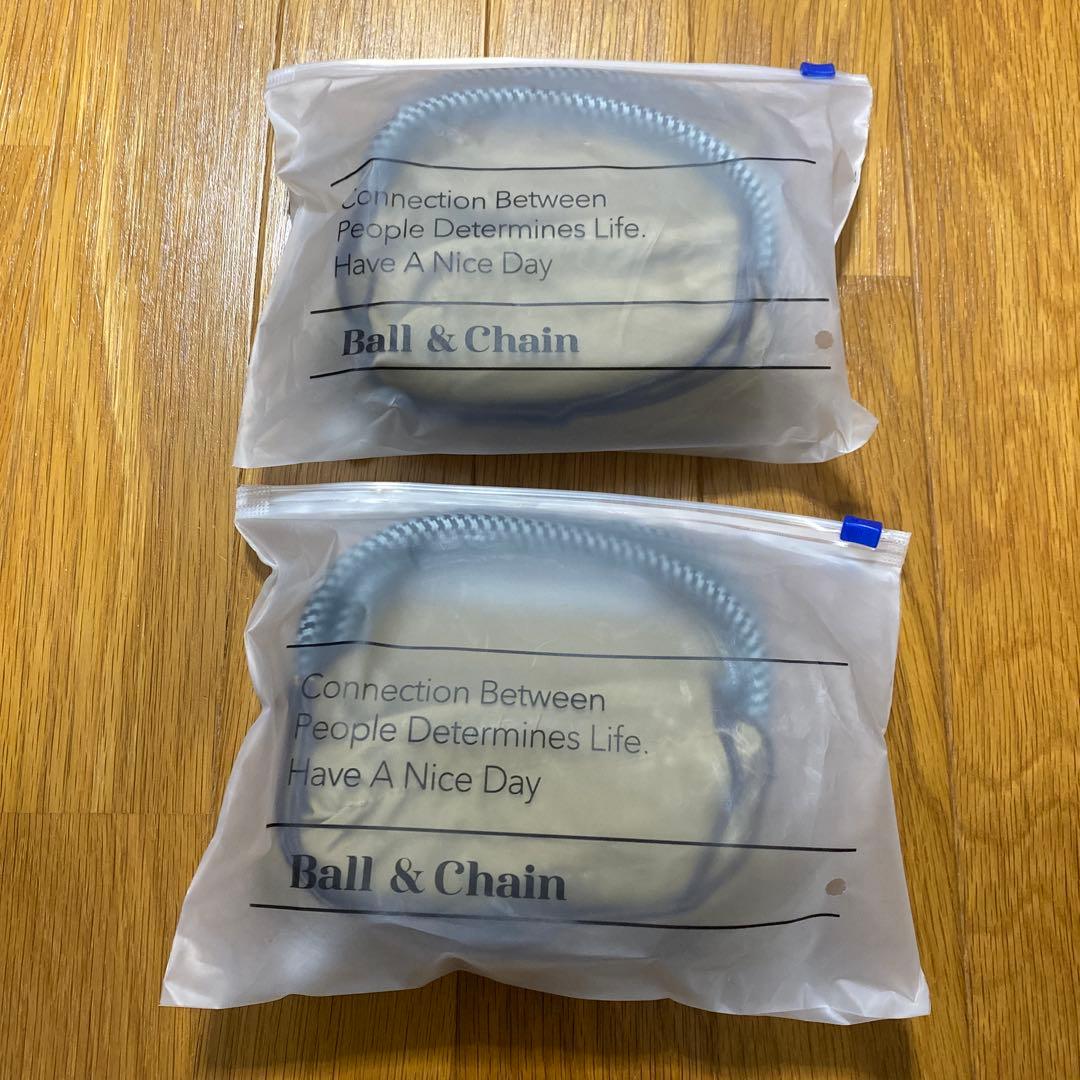 Connection Between
People Determines Life.
Have A Nice Day
Ball & Chain
Connection Between
People Determines Life.
Have A Nice Day
Ball & Chain